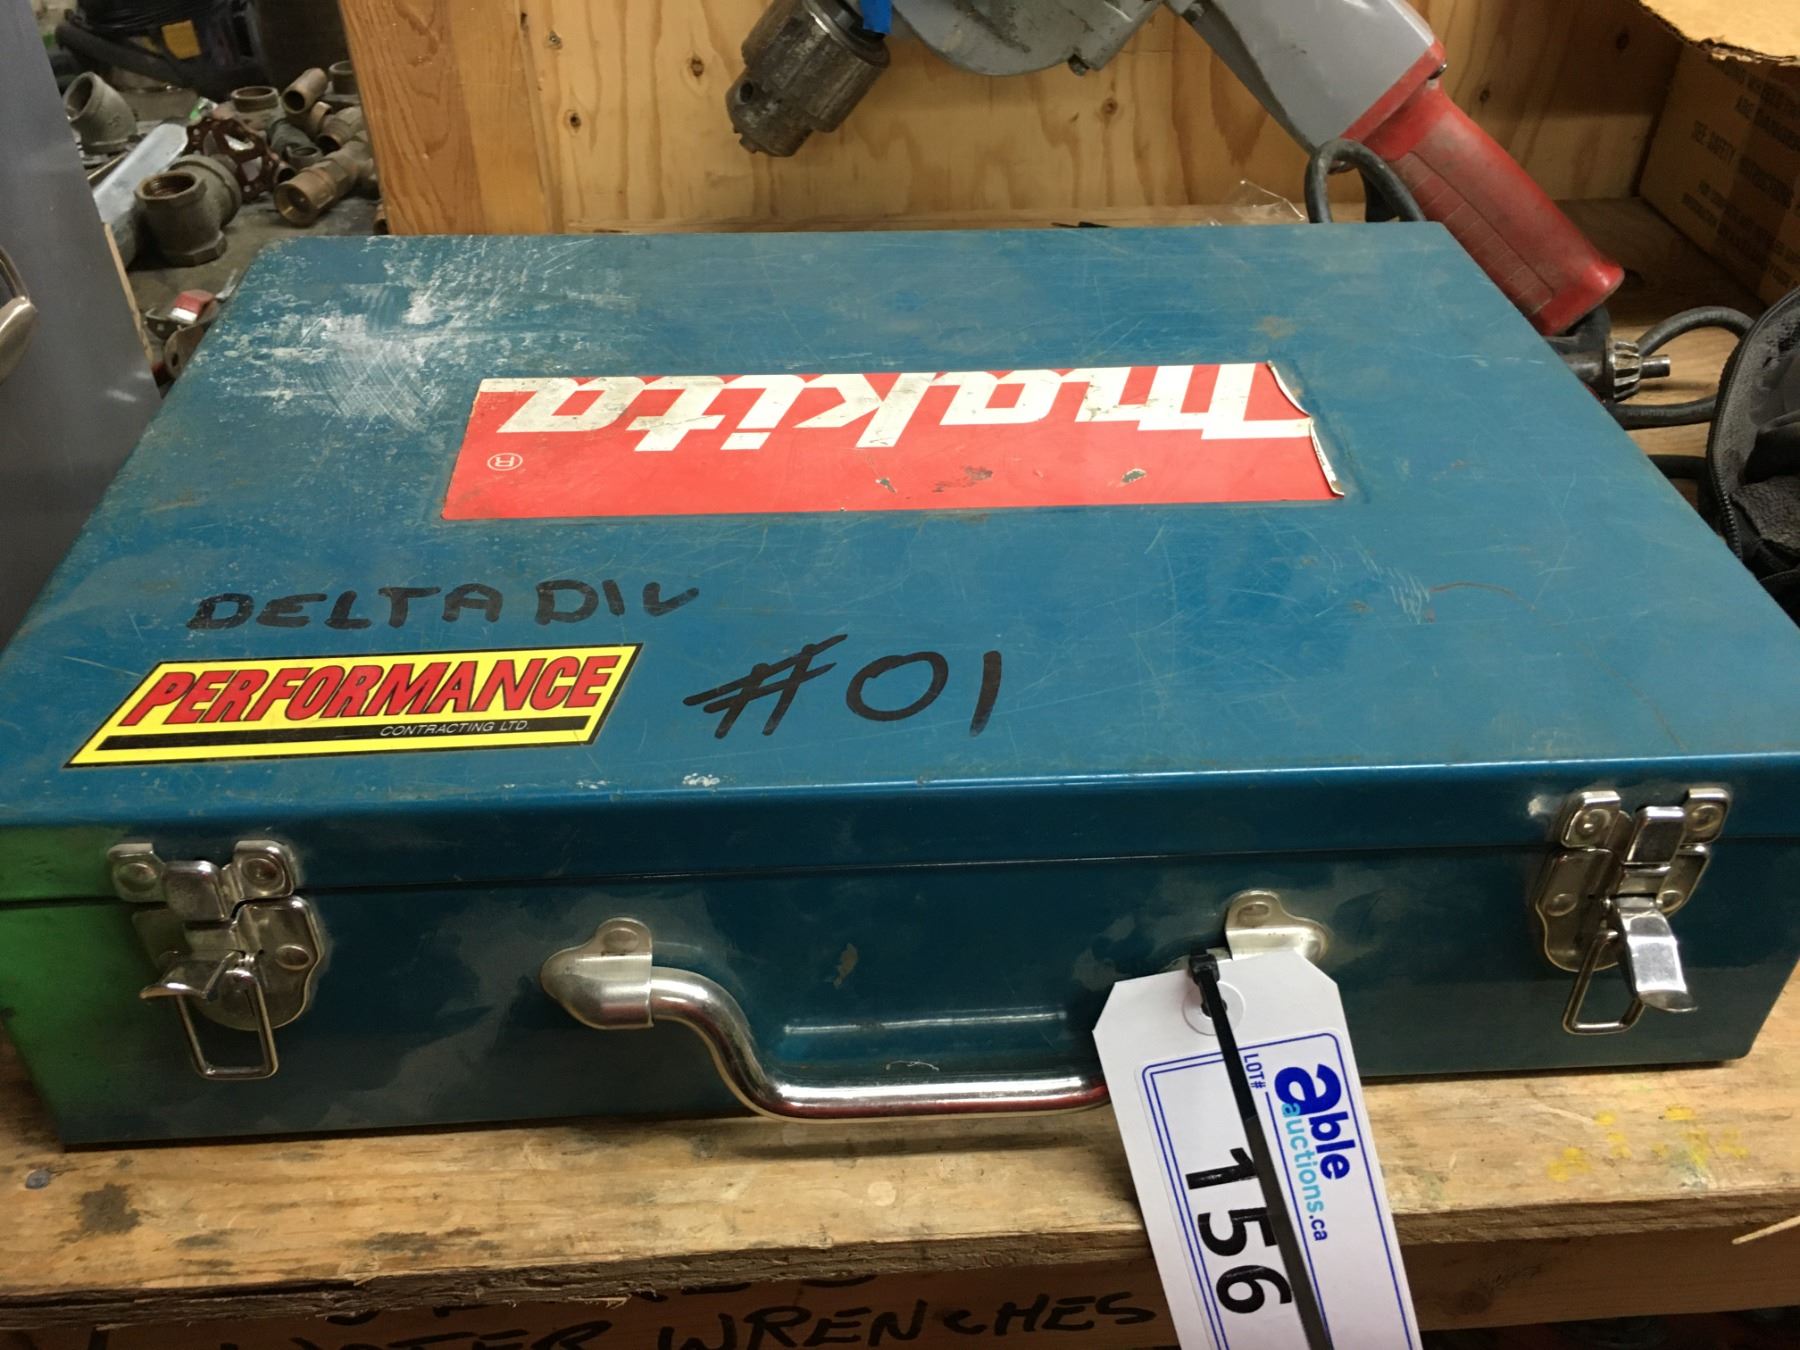 makita
®
DELTA DIV
PERFORMANCE
CONTRACTING LTD.
#01
LOT#
able
auctions.ca
156
WRENCHES